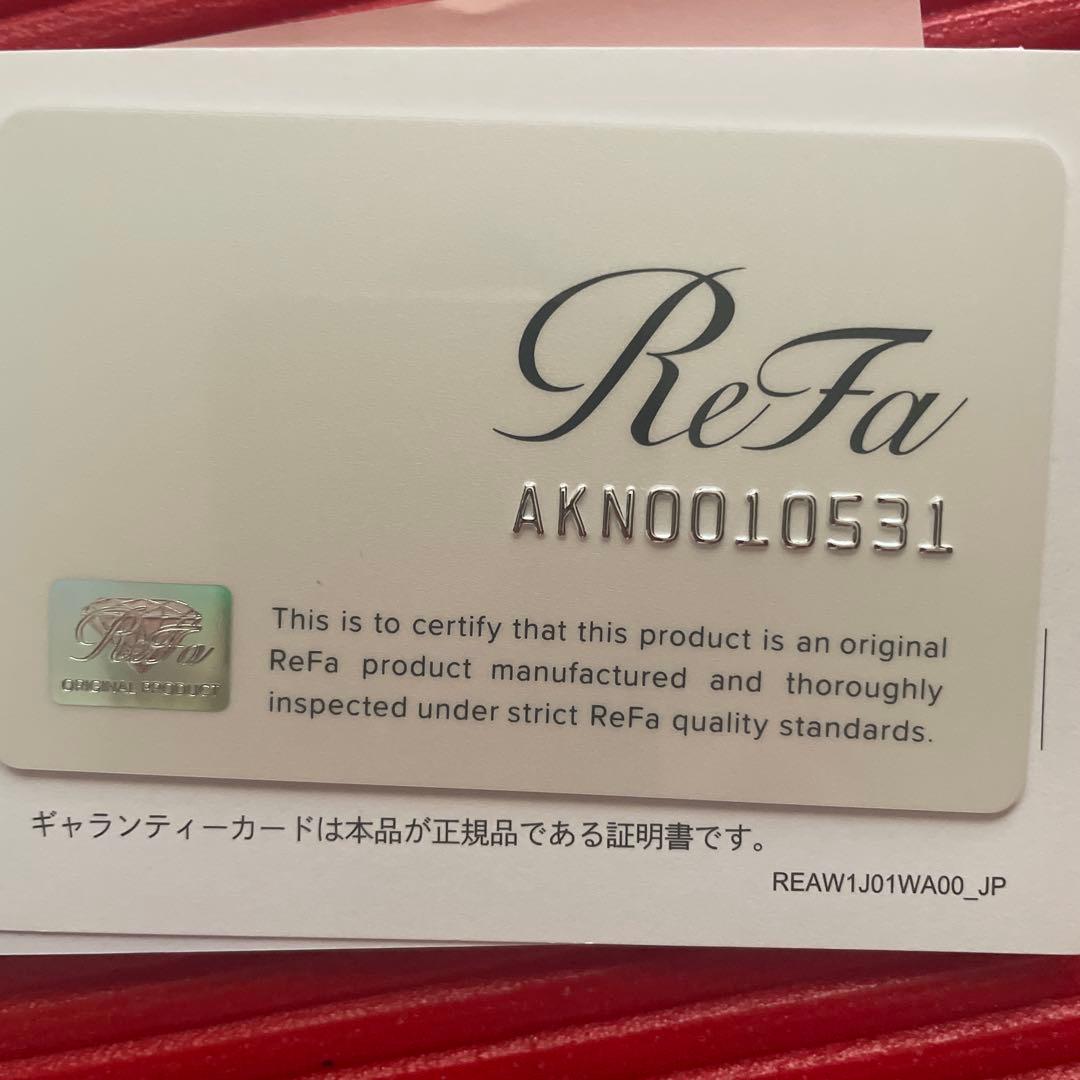 ReFa
AKN0010531
ReFa
ORIGINAL PRODUCT
This is to certify that this product is an original
ReFa product manufactured and thoroughly
inspected under strict ReFa quality standards.
ギャランティーカードは本品が正規品である証明書です。
REAW1J01WA00_JP